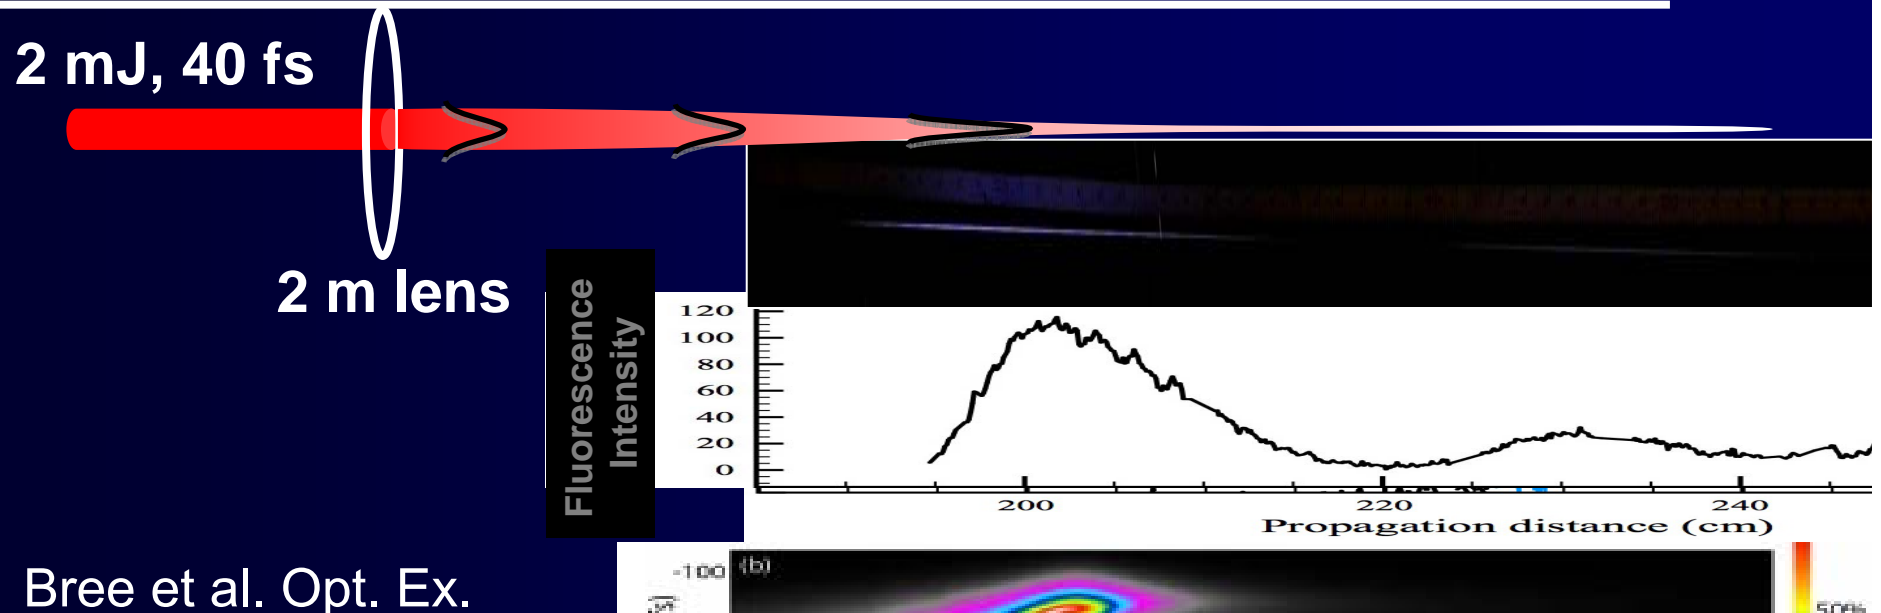 2 mJ, 40 fs
2 m lens
Fluorescence
Intensity
120
100
80
60
40
20
0
200
220
240
Propagation distance (cm)
Bree et al. Opt. Ex.
-100
(b)
50%